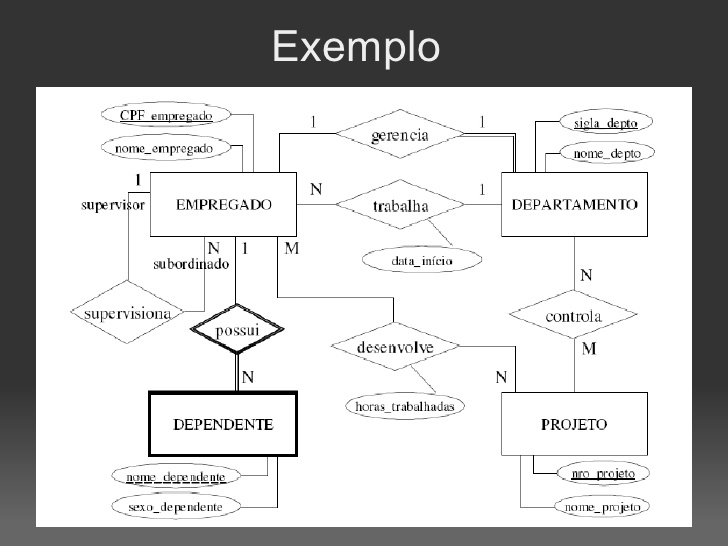 Exemplo
CPF_empregado
nome_empregado
1
gerencia
1
sigla_depto
nome_depto
1
supervisor
EMPREGADO
N
trabalha
1
DEPARTAMENTO
N
1
M
subordinado
data_início
N
supervisiona
possui
desenvolve
controla
M
N
N
horas_trabalhadas
DEPENDENTE
PROJETO
nome_dependente
nro_projeto
sexo_dependente
nome_projeto